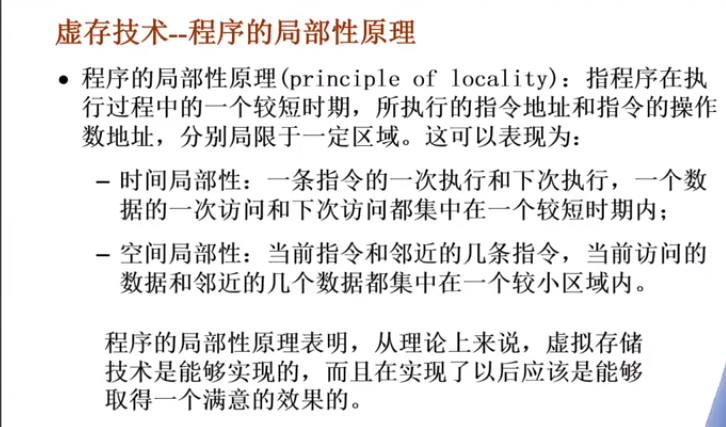 虚存技术--程序的局部性原理
● 程序的局部性原理(principle of locality): 指程序在执
行过程中的一个较短时期，所执行的指令地址和指令的操作
数地址，分别局限于一定区域。这可以表现为：
– 时间局部性：一条指令的一次执行和下次执行，一个数
据的一次访问和下次访问都集中在一个较短时期内；
– 空间局部性：当前指令和邻近的几条指令，当前访问的
数据和邻近的几个数据都集中在一个较小区域内。
程序的局部性原理表明，从理论上来说，虚拟存储
技术是能够实现的，而且在实现了以后应该是能够
取得一个满意的效果的。